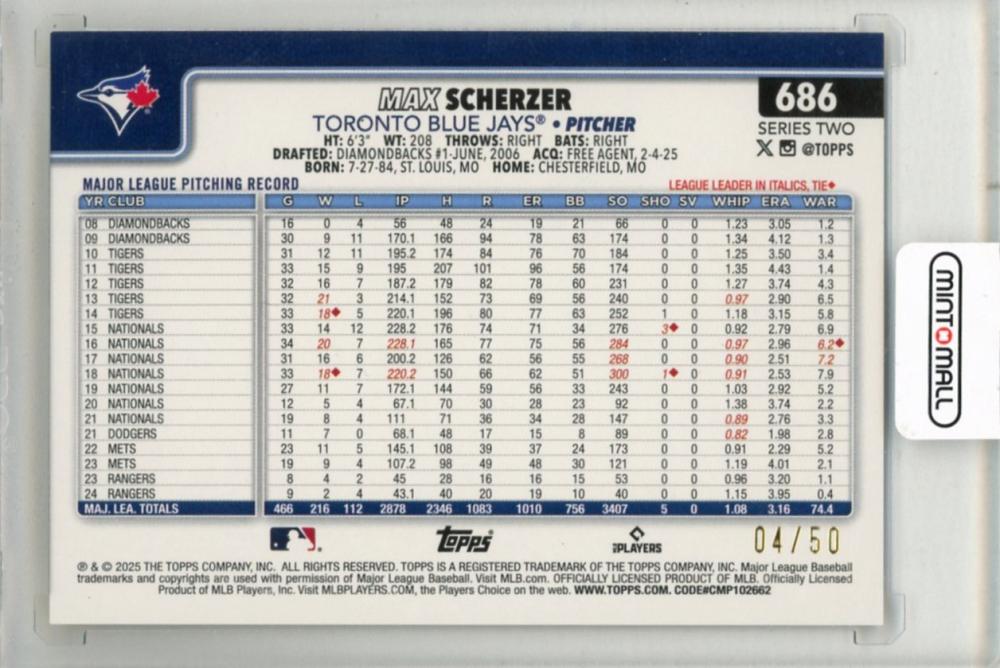 MAX SCHERZER
TORONTO BLUE JAYS® • PITCHER
HT: 6'3" WT: 208 THROWS: RIGHT BATS: RIGHT
DRAFTED: DIAMONDBACKS #1-JUNE, 2006 ACQ: FREE AGENT, 2-4-25
BORN: 7-27-84, ST. LOUIS, MO HOME: CHESTERFIELD, MO
686
SERIES TWO
X @TOPPS
MAJOR LEAGUE PITCHING RECORD LEAGUE LEADER IN ITALICS, TIE♦
YR CLUB G W L IP H R ER BB SO SHO SV WHIP ERA WAR
08 DIAMONDBACKS 16 0 4 56 48 24 19 21 66 0 0 1.23 3.05 1.2
09 DIAMONDBACKS 30 9 11 170.1 166 94 78 63 174 0 0 1.34 4.12 1.3
10 TIGERS 31 12 11 195.2 174 84 76 70 184 0 0 1.25 3.50 3.4
11 TIGERS 33 15 9 195 207 101 96 56 174 0 0 1.35 4.43 1.4
12 TIGERS 32 16 7 187.2 179 82 78 60 231 0 0 1.27 3.74 4.3
13 TIGERS 32 21 3 214.1 152 73 69 56 240 0 0 0.97 2.90 6.5
14 TIGERS 33 18♦ 5 220.1 196 80 77 63 252 1 0 1.18 3.15 5.8
15 NATIONALS 33 14 12 228.2 176 74 71 34 276 3♦ 0 0.92 2.79 6.9
16 NATIONALS 34 20 7 228.1 165 77 75 56 284 0 0 0.97 2.96 6.2♦
17 NATIONALS 31 16 6 200.2 126 62 56 55 268 0 0 0.90 2.51 7.2
18 NATIONALS 33 18♦ 7 220.2 150 66 62 51 300 1♦ 0 0.91 2.53 7.9
19 NATIONALS 27 11 7 172.1 144 59 56 33 243 0 0 1.03 2.92 5.2
20 NATIONALS 12 5 4 67.1 70 30 28 23 92 0 0 1.38 3.74 2.2
21 NATIONALS 19 8 4 111 71 36 34 28 147 0 0 0.89 2.76 3.3
21 DODGERS 11 7 0 68.1 48 17 15 8 89 0 0 0.82 1.98 2.8
22 METS 23 11 5 145.1 108 39 37 24 173 0 0 0.91 2.29 5.2
23 METS 19 9 4 107.2 98 49 48 30 121 0 0 1.19 4.01 2.1
23 RANGERS 8 4 2 45 28 16 16 15 53 0 0 0.96 3.20 1.1
24 RANGERS 9 2 4 43.1 40 20 19 10 40 0 0 1.15 3.95 0.4
MAJ. LEA. TOTALS 466 216 112 2878 2346 1083 1010 756 3407 5 0 1.08 3.16 74.4
Topps
PLAYERS
04/50
® & © 2025 THE TOPPS COMPANY, INC. ALL RIGHTS RESERVED. TOPPS IS A REGISTERED TRADEMARK OF THE TOPPS COMPANY, INC. Major League Baseball
trademarks and copyrights are used with permission of Major League Baseball. Visit MLB.com. OFFICIALLY LICENSED PRODUCT OF MLB. Officially Licensed
Product of MLB Players, Inc. Visit MLBPLAYERS.COM, the Players Choice on the web. WWW.TOPPS.COM. CODE#CMP102662
MINTOMALL